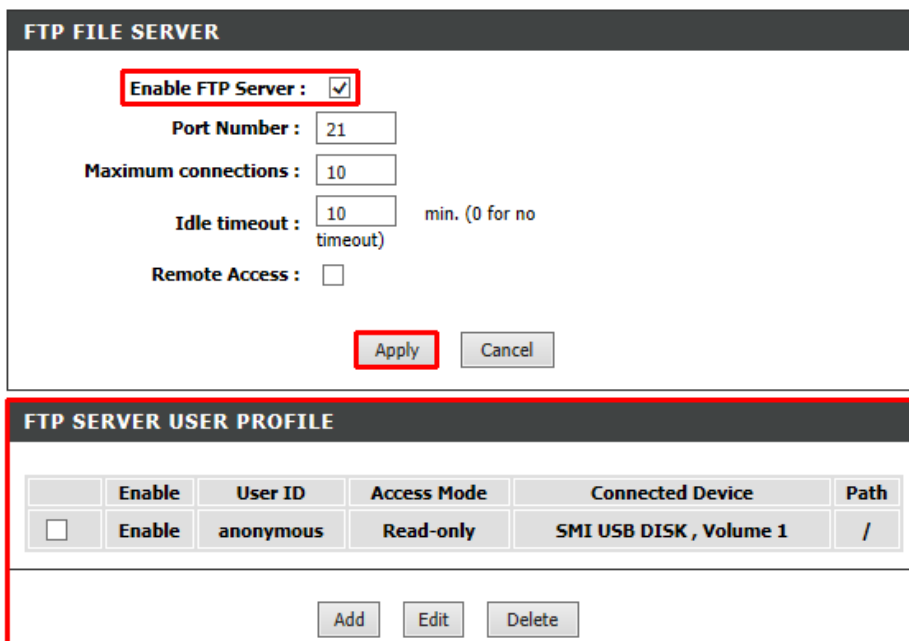 FTP FILE SERVER
Enable FTP Server :
Port Number : 21
Maximum connections : 10
Idle timeout : 10 min. (0 for no
timeout)
Remote Access :
Apply Cancel
FTP SERVER USER PROFILE
Enable User ID Access Mode Connected Device Path
Enable anonymous Read-only SMI USB DISK , Volume 1 /
Add Edit Delete